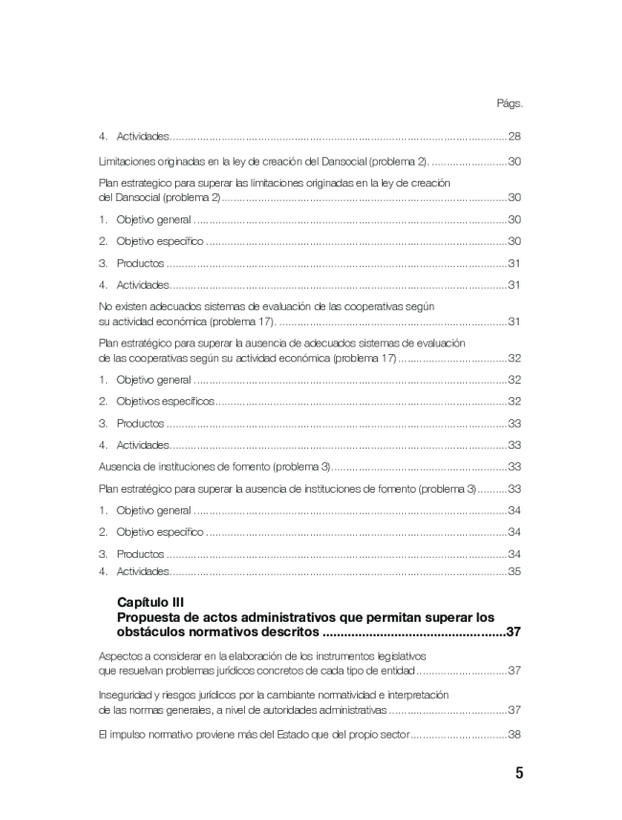 Págs.
4. Actividades....................28
Limitaciones originadas en la ley de creación del Dansocial (problema 2). ....................30
Plan estrategico para superar las limitaciones originadas en la ley de creación
del Dansocial (problema 2)....................30
1. Objetivo general ....................30
2. Objetivo específico ....................30
3. Productos ....................31
4. Actividades....................31
No existen adecuados sistemas de evaluación de las cooperativas según
su actividad económica (problema 17). ....................31
Plan estratégico para superar la ausencia de adecuados sistemas de evaluación
de las cooperativas según su actividad económica (problema 17) ....................32
1. Objetivo general ....................32
2. Objetivos específicos....................32
3. Productos ....................33
4. Actividades....................33
Ausencia de instituciones de fomento (problema 3)....................33
Plan estratégico para superar la ausencia de instituciones de fomento (problema 3)..........33
1. Objetivo general ....................34
2. Objetivo específico ....................34
3. Productos ....................34
4. Actividades....................35
Capítulo III
Propuesta de actos administrativos que permitan superar los
obstáculos normativos descritos ....................37
Aspectos a considerar en la elaboración de los instrumentos legislativos
que resuelvan problemas jurídicos concretos de cada tipo de entidad....................37
Inseguridad y riesgos jurídicos por la cambiante normatividad e interpretación
de las normas generales, a nivel de autoridades administrativas ....................37
El impulso normativo proviene más del Estado que del propio sector....................38
5